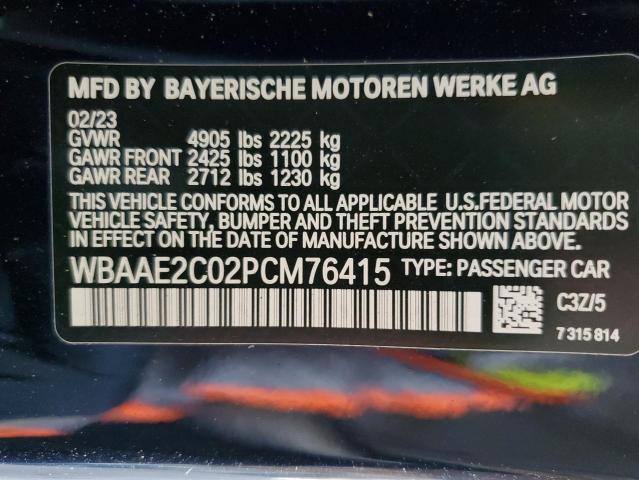 MFD BY BAYERISCHE MOTOREN WERKE AG
02/23
GVWR 4905 lbs 2225 kg
GAWR FRONT 2425 lbs 1100 kg
GAWR REAR 2712 lbs 1230 kg
THIS VEHICLE CONFORMS TO ALL APPLICABLE U.S.FEDERAL MOTOR
VEHICLE SAFETY, BUMPER AND THEFT PREVENTION STANDARDS
IN EFFECT ON THE DATE OF MANUFACTURE SHOWN ABOVE.
WBAAE2C02PCM76415 TYPE: PASSENGER CAR
C3Z/5
7 315 814